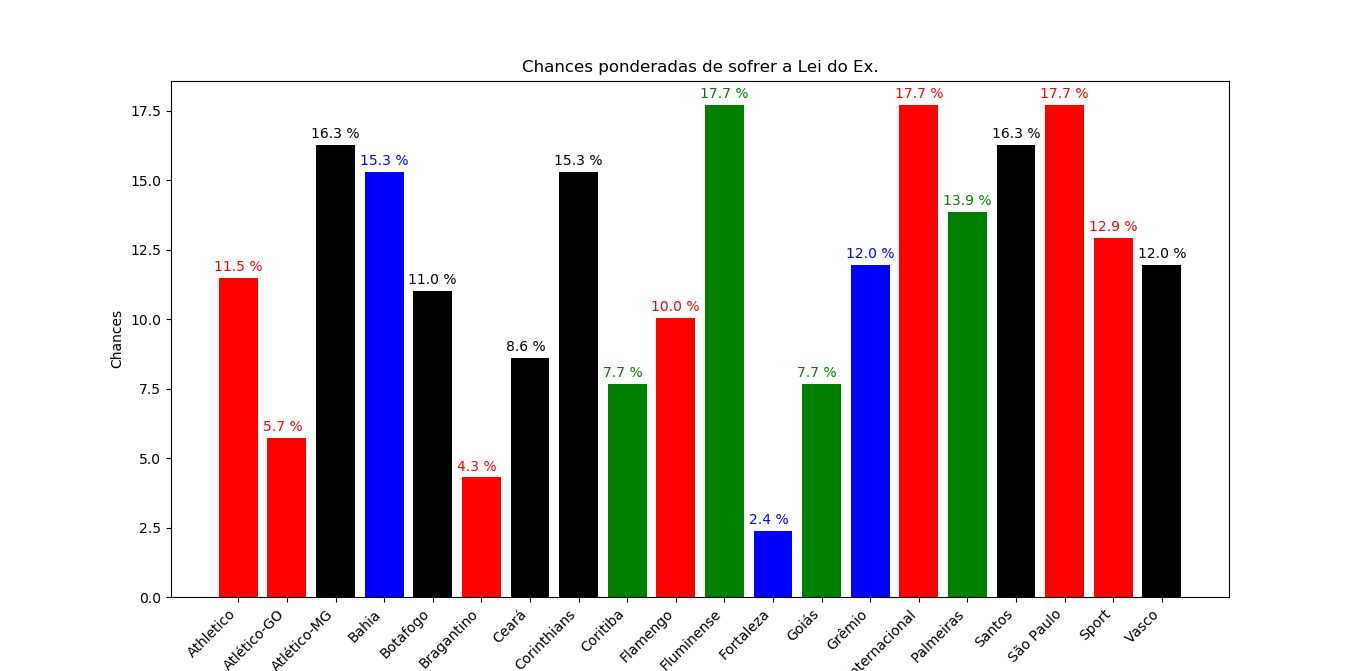 Chances ponderadas de sofrer a Lei do Ex.
17.7 % 17.7 % 17.7 %
17.5
16.3 % 16.3 %
15.3 % 15.3 %
15.0
13.9 %
12.9 %
12.5
12.0 % 12.0 %
11.5 %
11.0 %
10.0 %
10.0
8.6 %
7.7 % 7.7 %
7.5
5.7 %
5.0
4.3 %
2.5
2.4 %
0.0
Chances
Athletico
Atlético-GO
Atlético-MG
Bahia
Botafogo
Bragantino
Ceará
Corinthians
Coritiba
Flamengo
Fluminense
Fortaleza
Goiás
Grêmio
nternacional
Palmeiras
Santos
São Paulo
Sport
Vasco